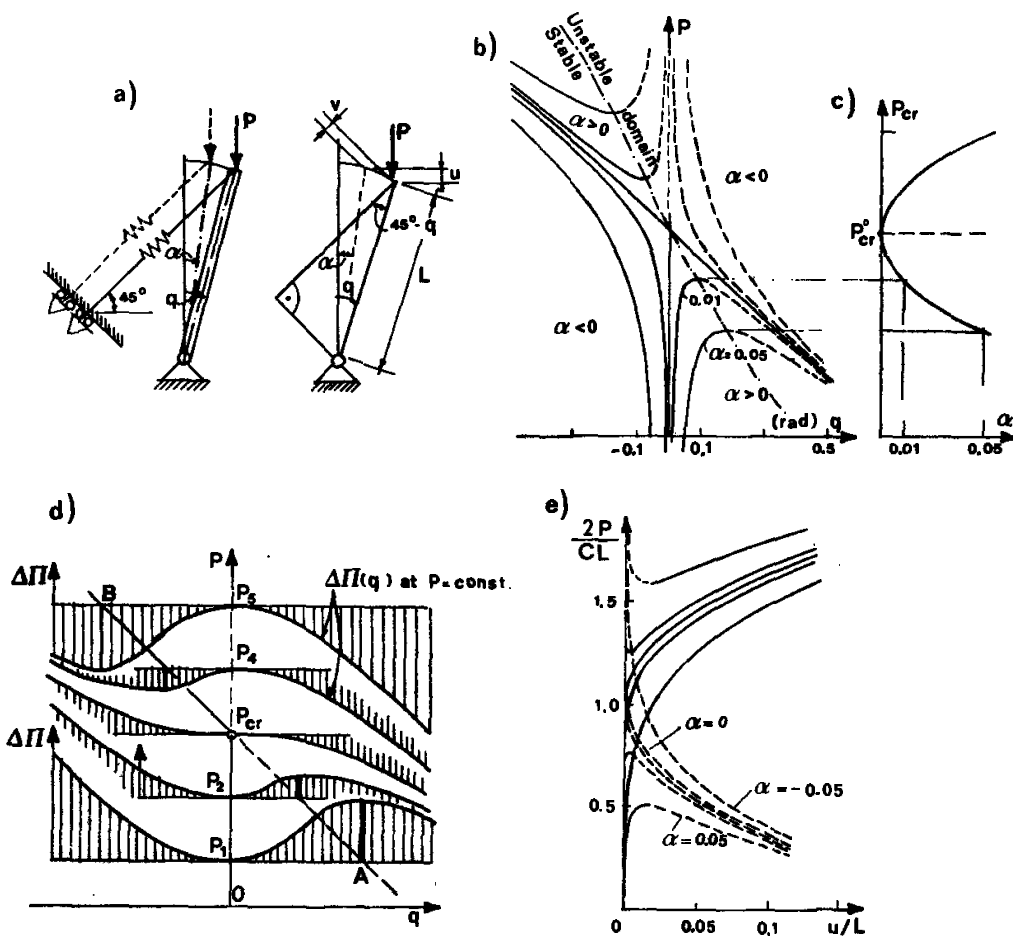 a)
P
α
q
45°
v
P
u
45°-q
α
q
L
b)
P
Unstable
Stable
domain
α>0
α<0
α<0
0.01
α=0.05
α>0
(rad) q
-0.1
0.1
0.5
c)
Pcr
P°cr
0.01
0.05
α
d)
ΔΠ
P
ΔΠ(q) at P=const.
B
P5
P4
Pcr
ΔΠ
P2
P1
A
0
q
e)
2P
CL
1.5
1.0
0.5
α=0
α=-0.05
α=0.05
0
0.05
0.1
u/L